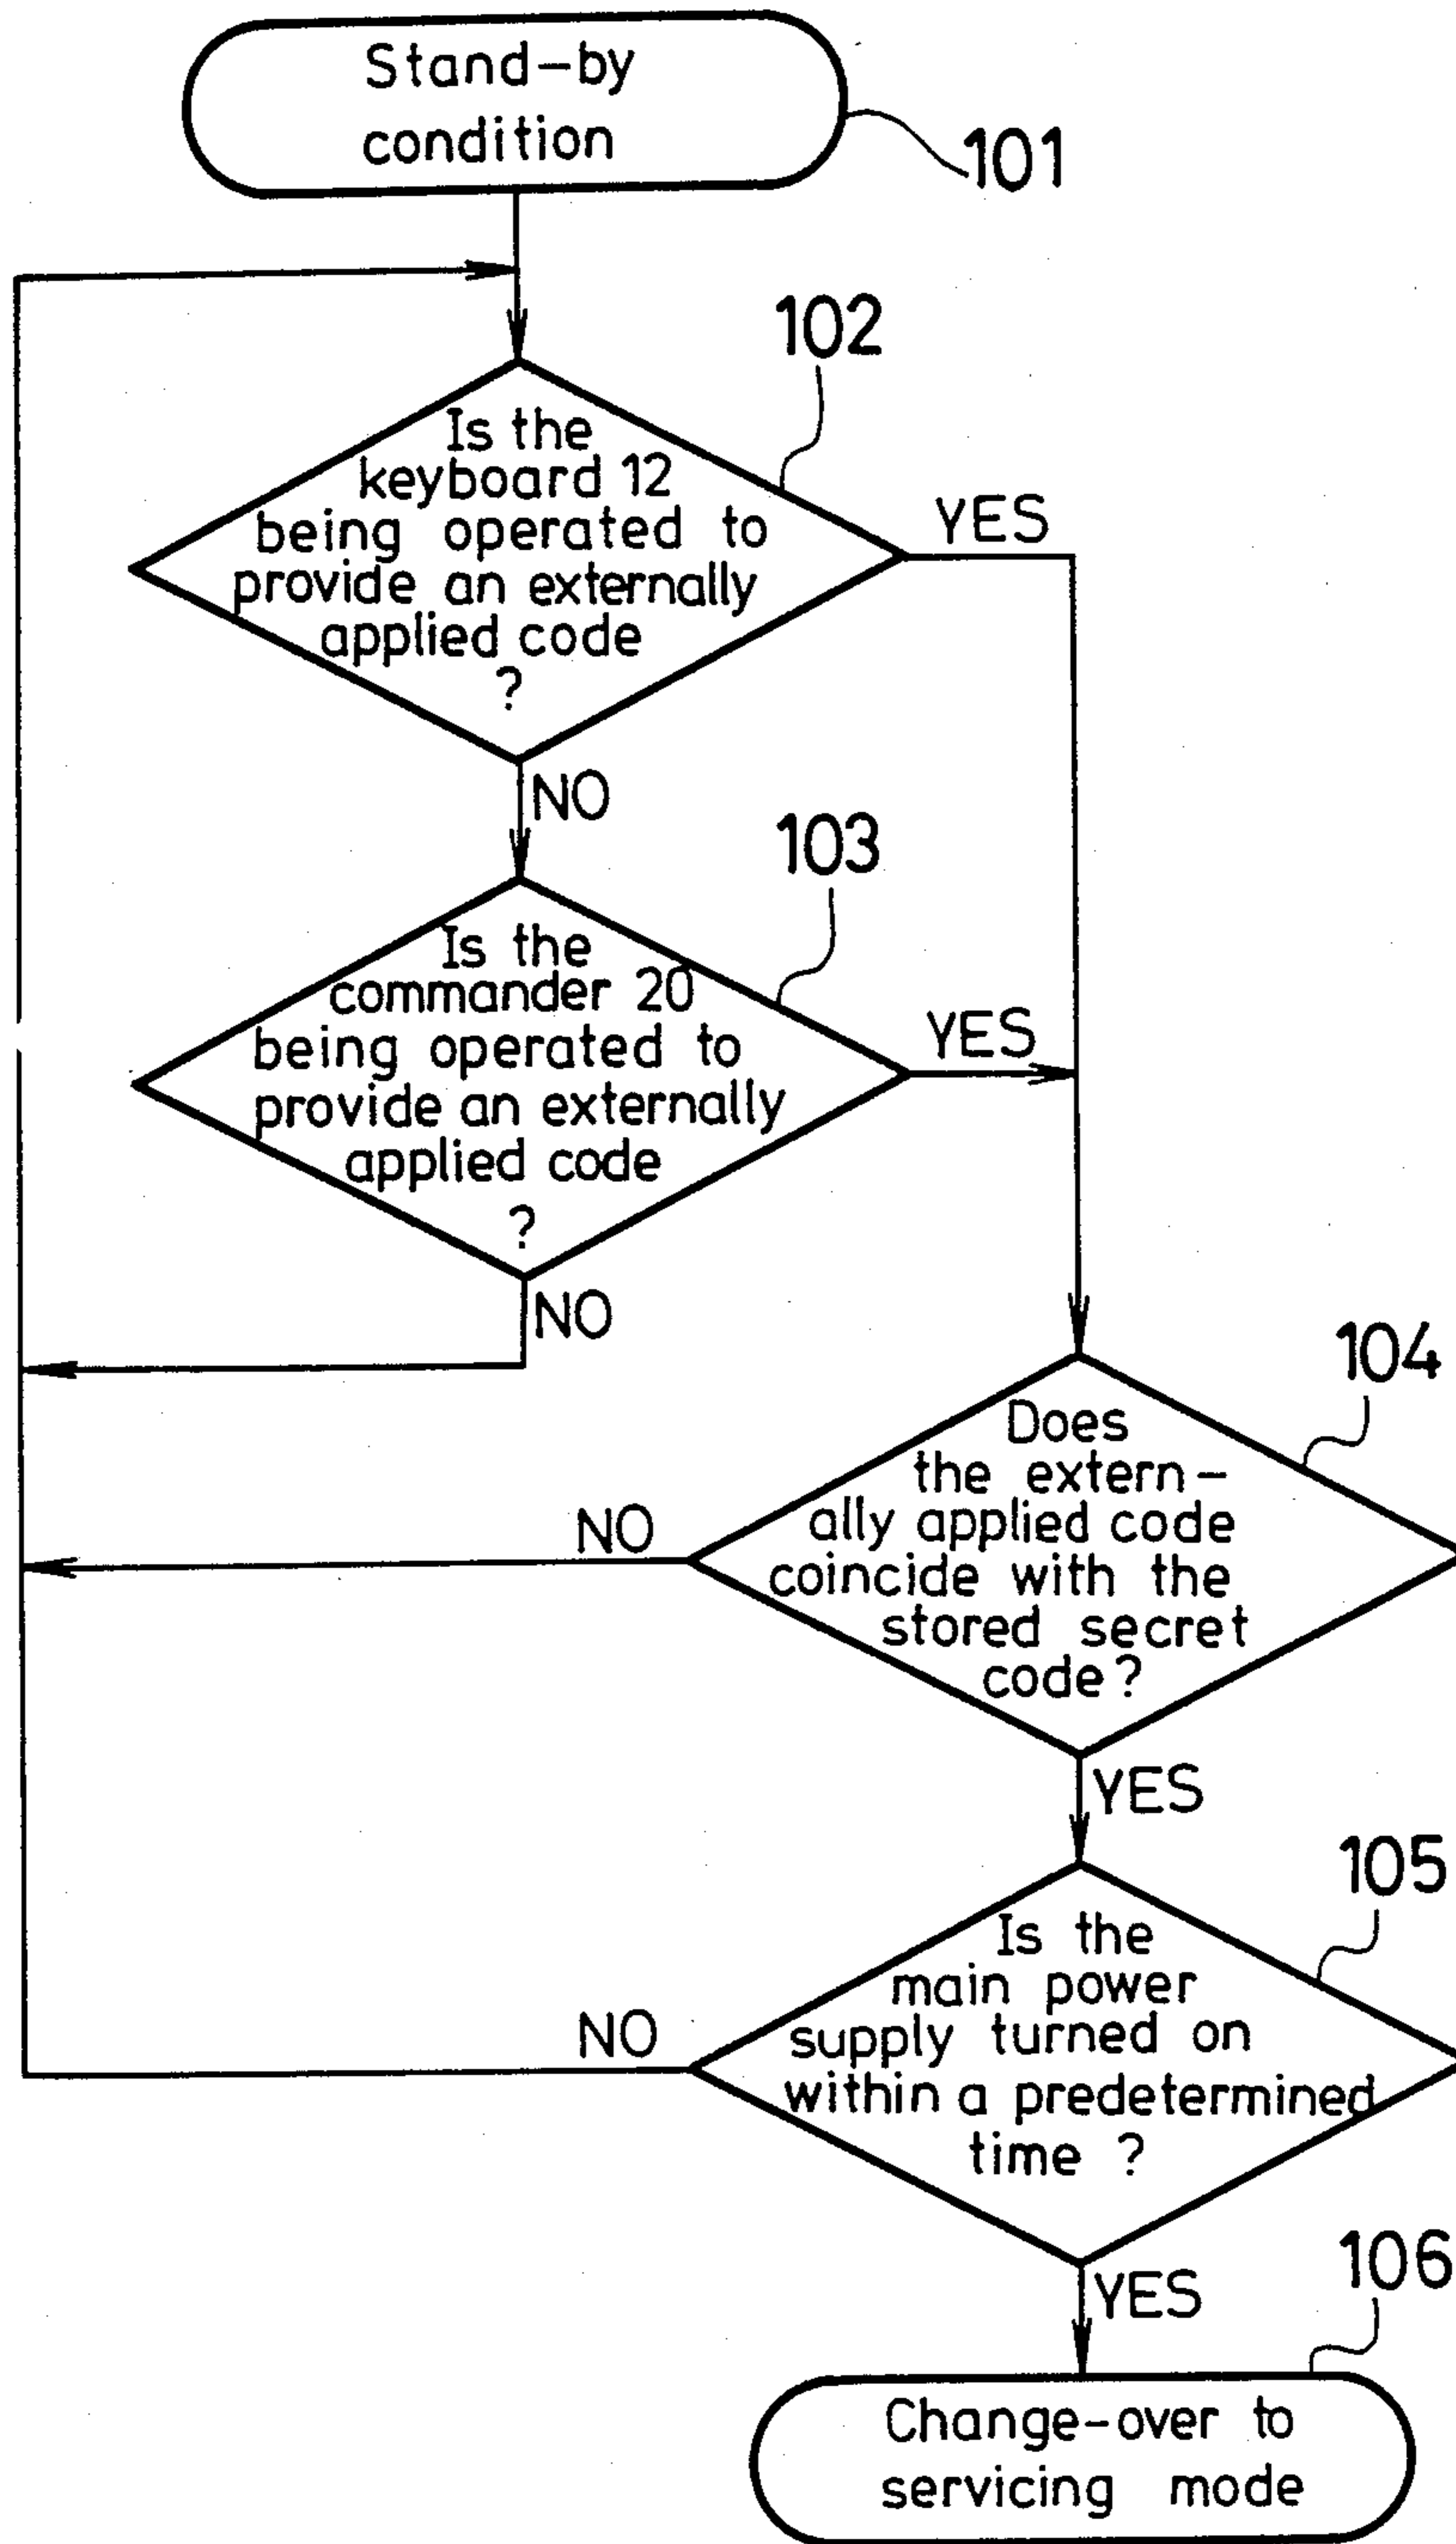 Stand-by
condition
101
102
Is the
keyboard 12
being operated to
provide an externally
applied code
?
YES
NO
103
Is the
commander 20
being operated to
provide an externally
applied code
?
YES
NO
104
Does
the extern-
ally applied code
coincide with the
stored secret
code?
NO
YES
105
Is the
main power
supply turned on
within a predetermined
time ?
NO
YES
106
Change-over to
servicing mode